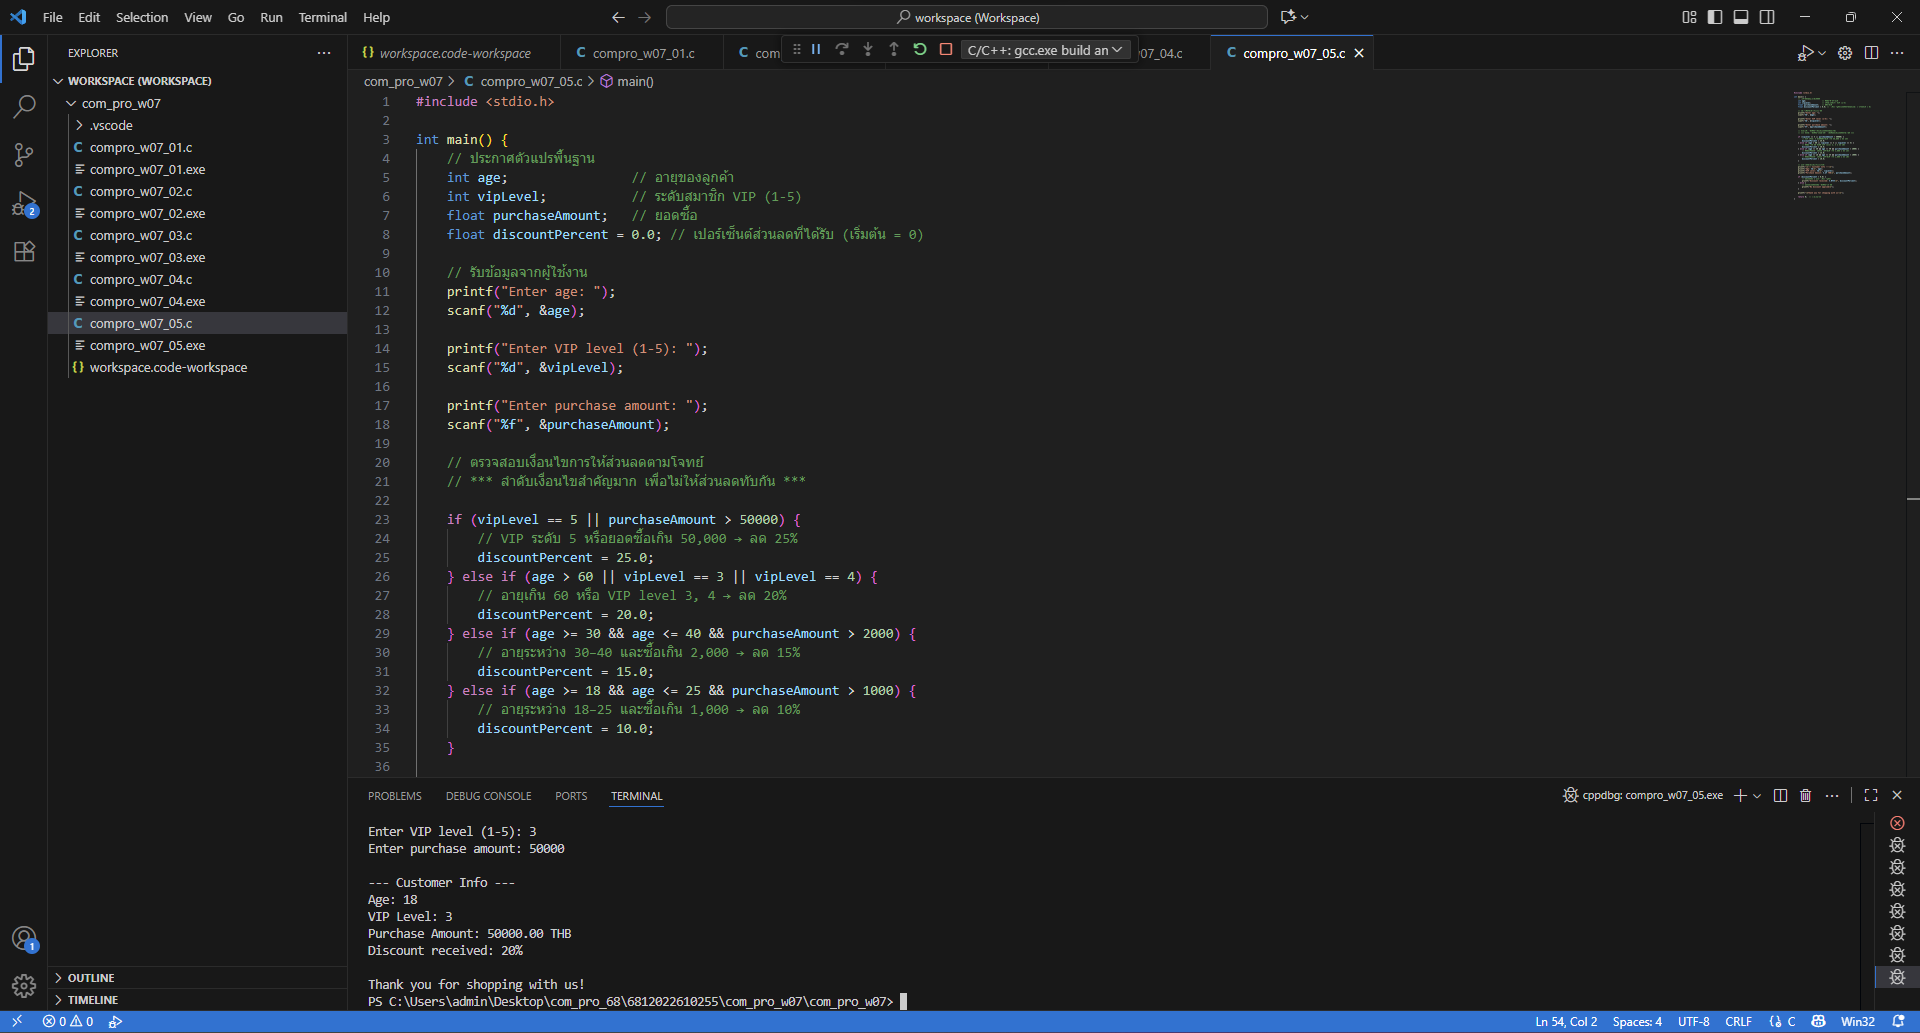 File Edit Selection View Go Run Terminal Help
workspace (Workspace)
EXPLORER
WORKSPACE (WORKSPACE)
com_pro_w07
.vscode
compro_w07_01.c
compro_w07_01.exe
compro_w07_02.c
compro_w07_02.exe
compro_w07_03.c
compro_w07_03.exe
compro_w07_04.c
compro_w07_04.exe
compro_w07_05.c
compro_w07_05.exe
workspace.code-workspace
OUTLINE
TIMELINE
workspace.code-workspace compro_w07_01.c com C/C++: gcc.exe build an 07_04.c compro_w07_05.c
com_pro_w07 > compro_w07_05.c > main()
1 #include <stdio.h>
2
3 int main() {
4 // ประกาศตัวแปรพื้นฐาน
5 int age; // อายุของลูกค้า
6 int vipLevel; // ระดับสมาชิก VIP (1-5)
7 float purchaseAmount; // ยอดซื้อ
8 float discountPercent = 0.0; // เปอร์เซ็นต์ส่วนลดที่ได้รับ (เริ่มต้น = 0)
9
10 // รับข้อมูลจากผู้ใช้งาน
11 printf("Enter age: ");
12 scanf("%d", &age);
13
14 printf("Enter VIP level (1-5): ");
15 scanf("%d", &vipLevel);
16
17 printf("Enter purchase amount: ");
18 scanf("%f", &purchaseAmount);
19
20 // ตรวจสอบเงื่อนไขการให้ส่วนลดตามโจทย์
21 // *** ลำดับเงื่อนไขสำคัญมาก เพื่อไม่ให้ส่วนลดทับกัน ***
22
23 if (vipLevel == 5 || purchaseAmount > 50000) {
24 // VIP ระดับ 5 หรือยอดซื้อเกิน 50,000 → ลด 25%
25 discountPercent = 25.0;
26 } else if (age > 60 || vipLevel == 3 || vipLevel == 4) {
27 // อายุเกิน 60 หรือ VIP level 3, 4 → ลด 20%
28 discountPercent = 20.0;
29 } else if (age >= 30 && age <= 40 && purchaseAmount > 2000) {
30 // อายุระหว่าง 30–40 และซื้อเกิน 2,000 → ลด 15%
31 discountPercent = 15.0;
32 } else if (age >= 18 && age <= 25 && purchaseAmount > 1000) {
33 // อายุระหว่าง 18–25 และซื้อเกิน 1,000 → ลด 10%
34 discountPercent = 10.0;
35 }
36
PROBLEMS DEBUG CONSOLE PORTS TERMINAL cppdbg: compro_w07_05.exe
Enter VIP level (1-5): 3
Enter purchase amount: 50000
--- Customer Info ---
Age: 18
VIP Level: 3
Purchase Amount: 50000.00 THB
Discount received: 20%
Thank you for shopping with us!
PS C:\Users\admin\Desktop\com_pro_68\6812022610255\com_pro_w07\com_pro_w07>
0 0 Ln 54, Col 2 Spaces: 4 UTF-8 CRLF C Win32